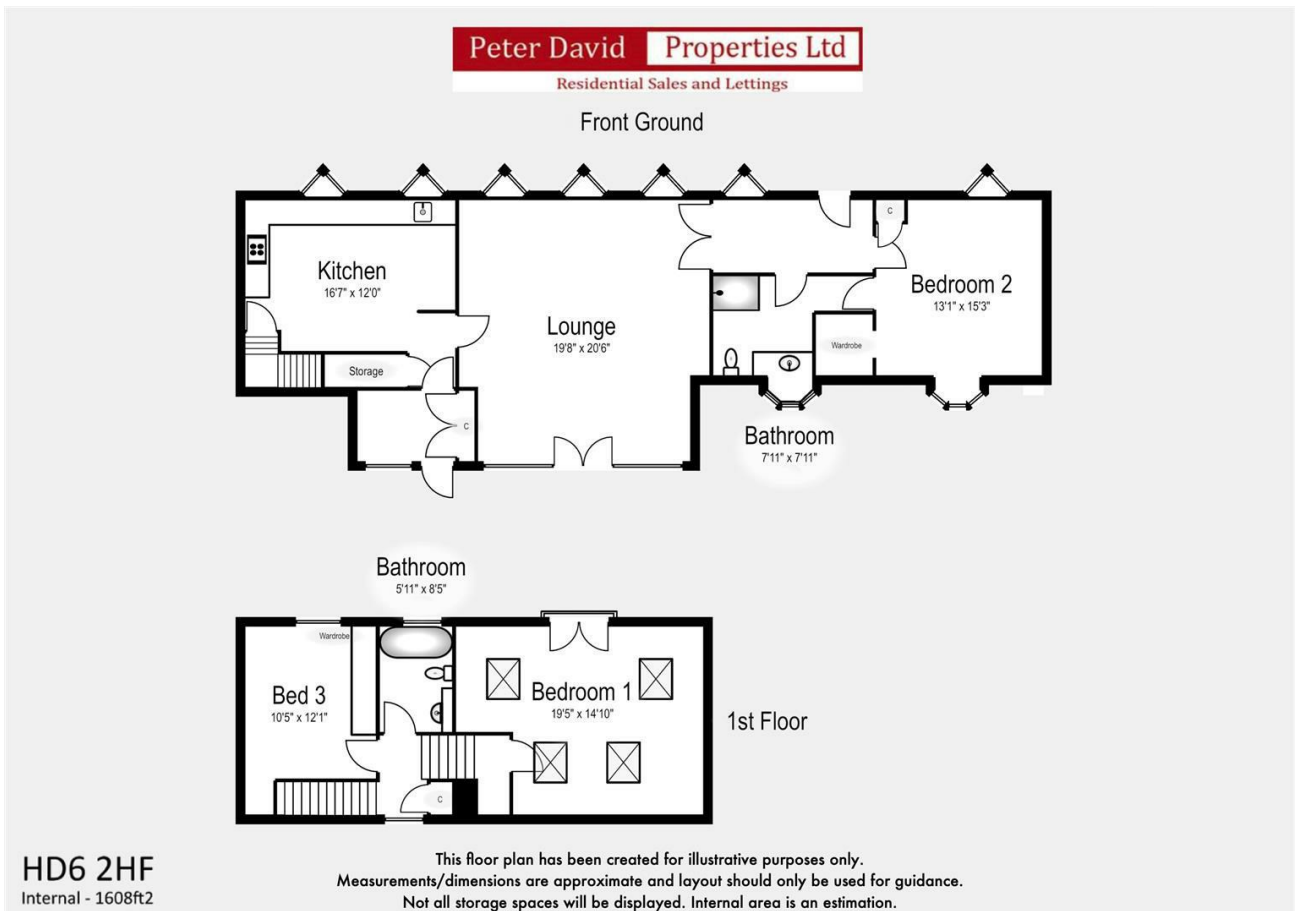 Peter David Properties Ltd
Residential Sales and Lettings
Front Ground
Kitchen
16'7" x 12'0"
Storage
C
Lounge
19'8" x 20'6"
C
Bedroom 2
13'1" x 15'3"
Wardrobe
Bathroom
7'11" x 7'11"
Bathroom
5'11" x 8'5"
Wardrobe
Bed 3
10'5" x 12'1"
C
Bedroom 1
19'5" x 14'10"
1st Floor
HD6 2HF
Internal - 1608ft2
This floor plan has been created for illustrative purposes only.
Measurements/dimensions are approximate and layout should only be used for guidance.
Not all storage spaces will be displayed. Internal area is an estimation.